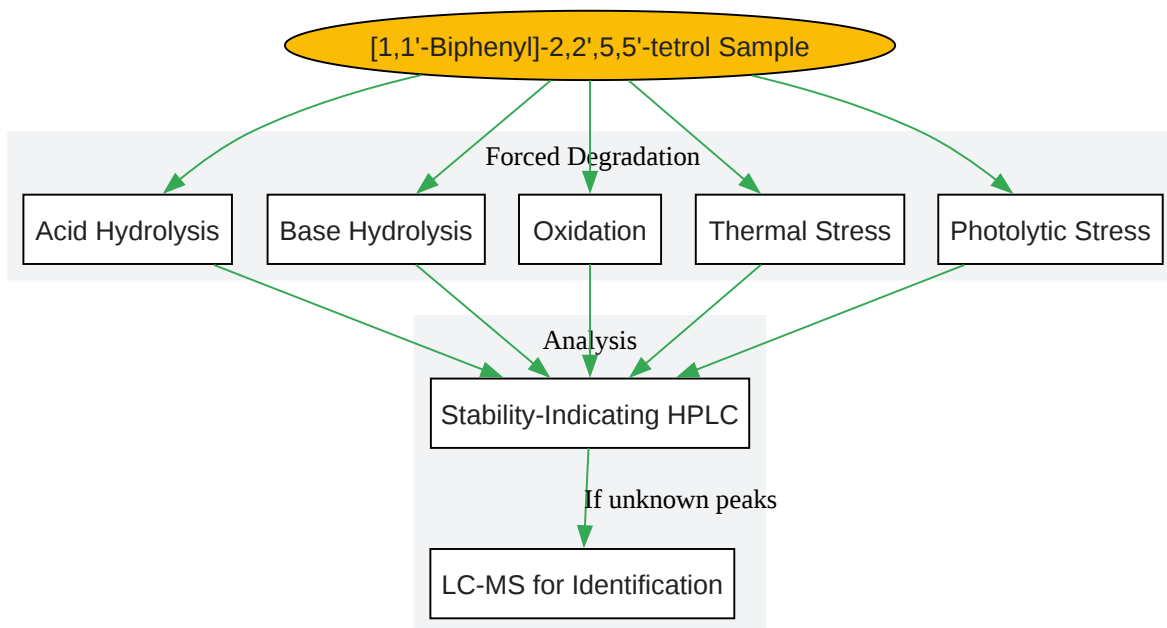 [1,1'-Biphenyl]-2,2',5,5'-tetrol Sample
Forced Degradation
Acid Hydrolysis
Base Hydrolysis
Oxidation
Thermal Stress
Photolytic Stress
Analysis
Stability-Indicating HPLC
If unknown peaks
LC-MS for Identification